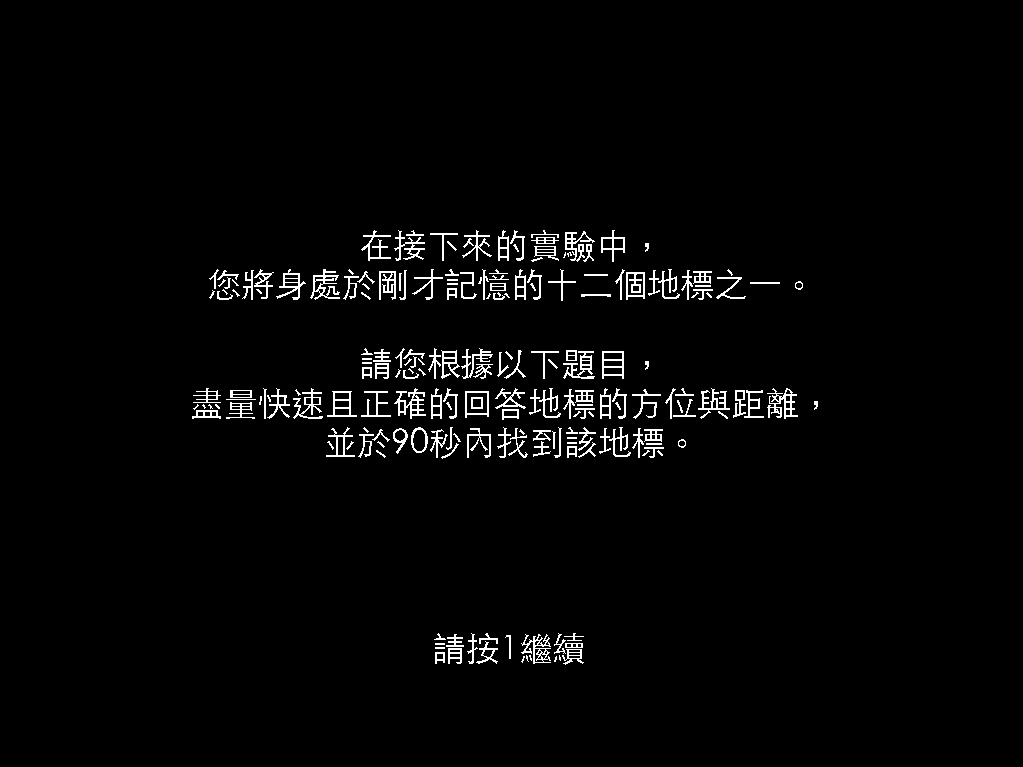 在接下來的實驗中，
您將身處於剛才記憶的十二個地標之一。
請您根據以下題目，
盡量快速且正確的回答地標的方位與距離，
並於90秒內找到該地標。
請按1繼續